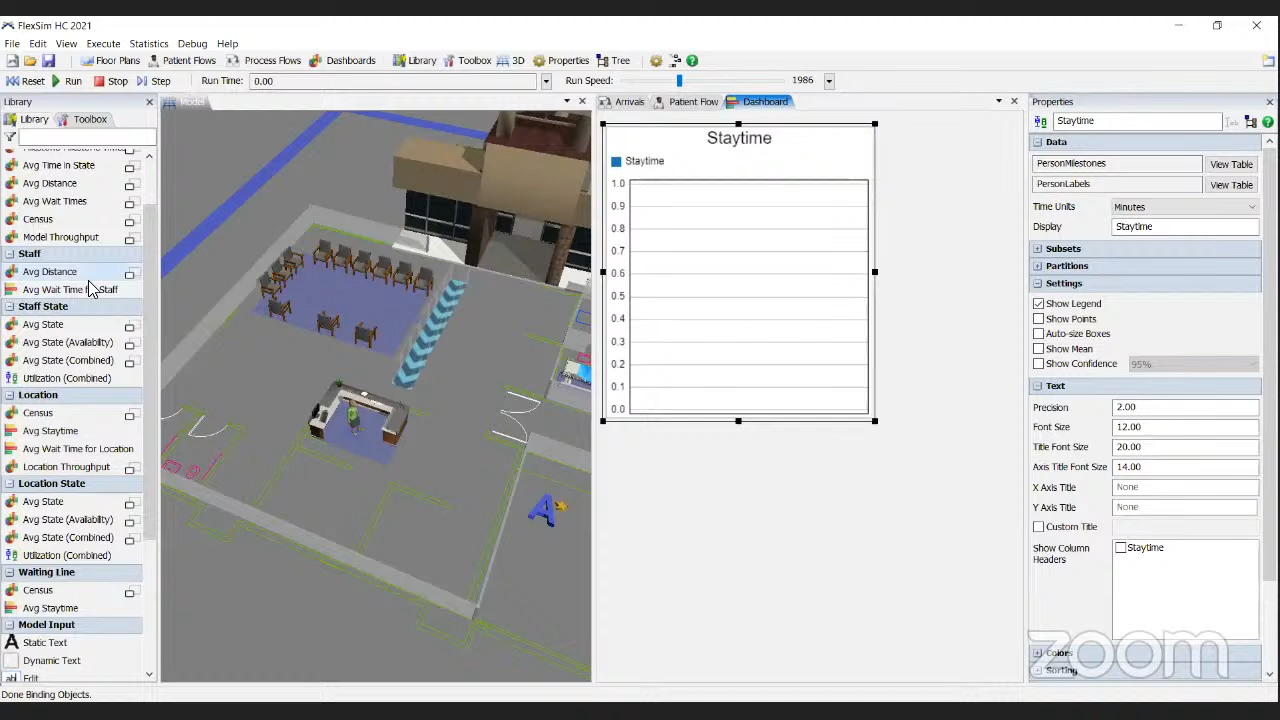 FlexSim HC 2021
File Edit View Execute Statistics Debug Help
Floor Plans Patient Flows Process Flows Dashboards Library Toolbox 3D Properties Tree
Reset Run Stop Step Run Time: 0.00 Run Speed: 1986
Library
Library Toolbox
Avg Time in State
Avg Distance
Avg Wait Times
Census
Model Throughput
Staff
Avg Distance
Avg Wait Time for Staff
Staff State
Avg State
Avg State (Availability)
Avg State (Combined)
Utilization (Combined)
Location
Census
Avg Staytime
Avg Wait Time for Location
Location Throughput
Location State
Avg State
Avg State (Availability)
Avg State (Combined)
Utilization (Combined)
Waiting Line
Census
Avg Staytime
Model Input
Static Text
Dynamic Text
Edit
Done Binding Objects.
Model
A
Arrivals Patient Flow Dashboard
Staytime
Staytime
1.0
0.9
0.8
0.7
0.6
0.5
0.4
0.3
0.2
0.1
0.0
Properties
Staytime
Data
PersonMilestones View Table
PersonLabels View Table
Time Units Minutes
Display Staytime
Subsets
Partitions
Settings
Show Legend
Show Points
Auto-size Boxes
Show Mean
Show Confidence 95%
Text
Precision 2.00
Font Size 12.00
Title Font Size 20.00
Axis Title Font Size 14.00
X Axis Title None
Y Axis Title None
Custom Title
Show Column Headers Staytime
Colors
Sorting
zoom